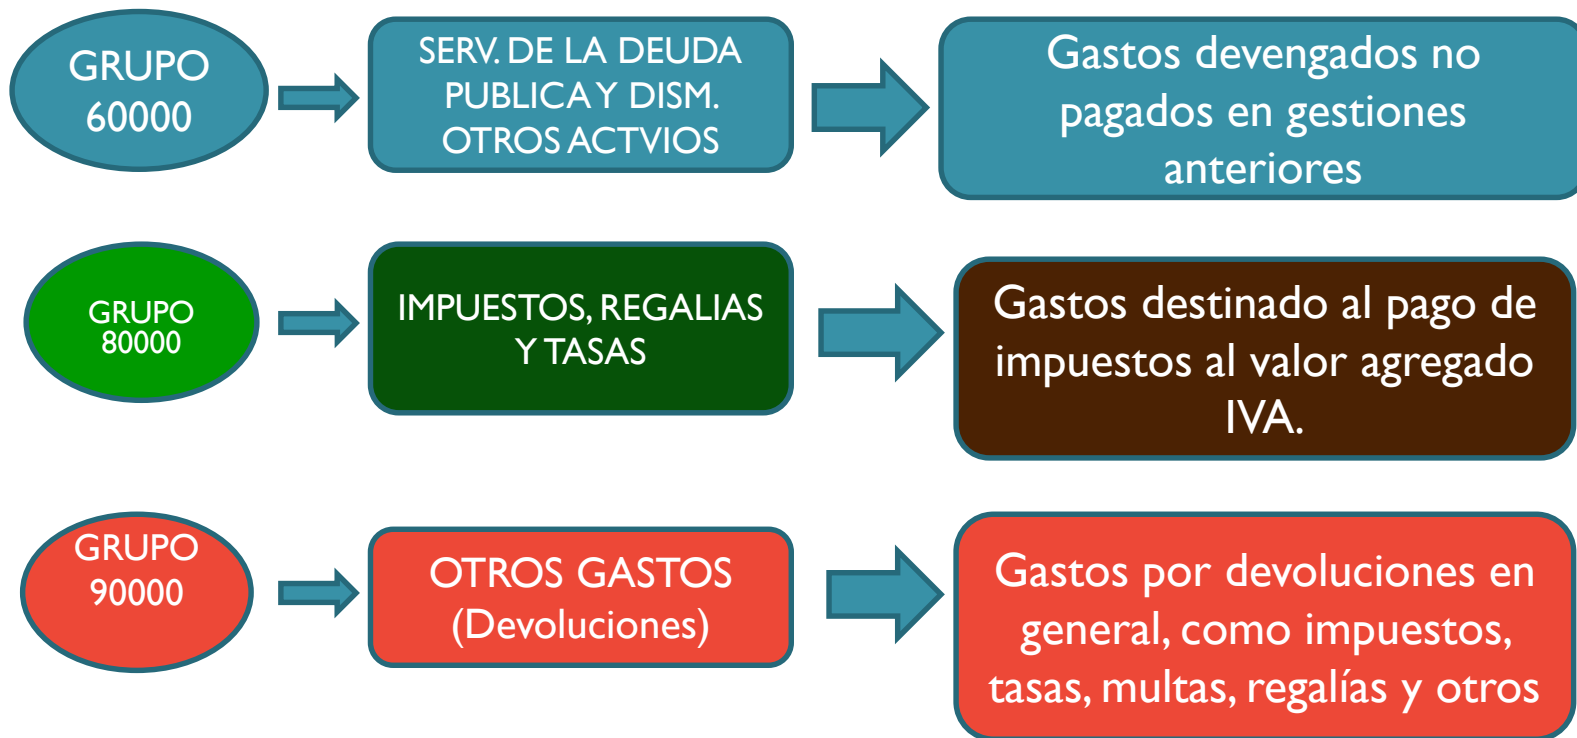 GRUPO
60000
SERV. DE LA DEUDA
PUBLICA Y DISM.
OTROS ACTVIOS
Gastos devengados no
pagados en gestiones
anteriores
GRUPO
80000
IMPUESTOS, REGALIAS
Y TASAS
Gastos destinado al pago de
impuestos al valor agregado
IVA.
GRUPO
90000
OTROS GASTOS
(Devoluciones)
Gastos por devoluciones en
general, como impuestos,
tasas, multas, regalías y otros